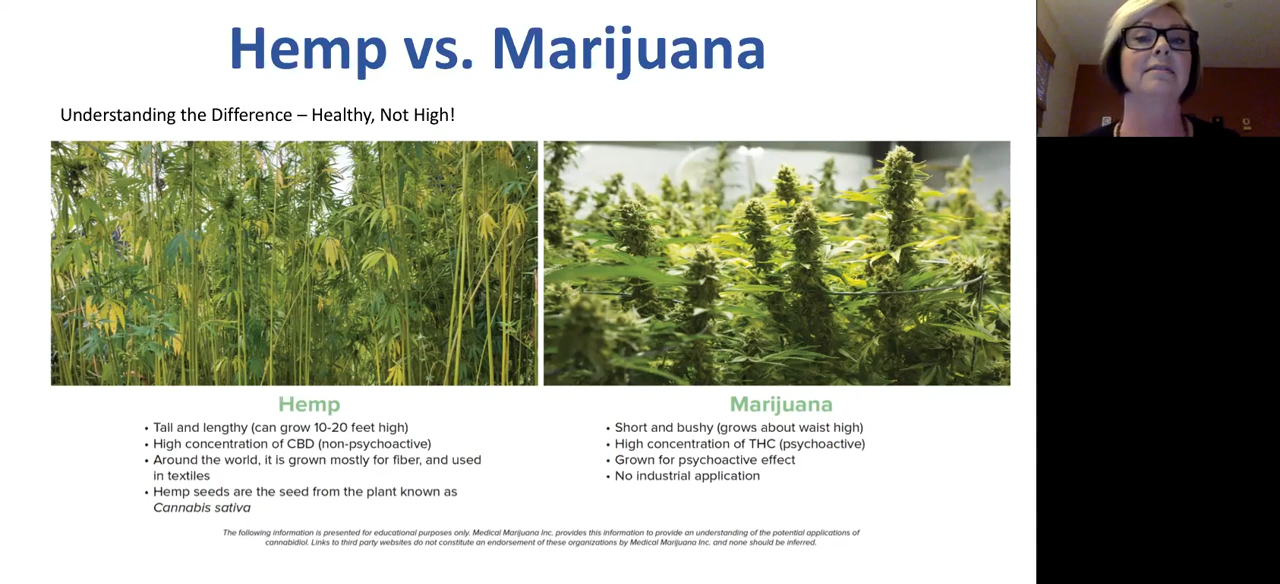 Hemp vs. Marijuana
Understanding the Difference – Healthy, Not High!
Hemp
• Tall and lengthy (can grow 10-20 feet high)
• High concentration of CBD (non-psychoactive)
• Around the world, it is grown mostly for fiber, and used
in textiles
• Hemp seeds are the seed from the plant known as
Cannabis sativa
Marijuana
• Short and bushy (grows about waist high)
• High concentration of THC (psychoactive)
• Grown for psychoactive effect
• No industrial application
The following information is presented for educational purposes only. Medical Marijuana Inc. provides this information to provide an understanding of the potential applications of
cannabidiol. Links to third party websites do not constitute an endorsement of these organizations by Medical Marijuana Inc. and none should be inferred.